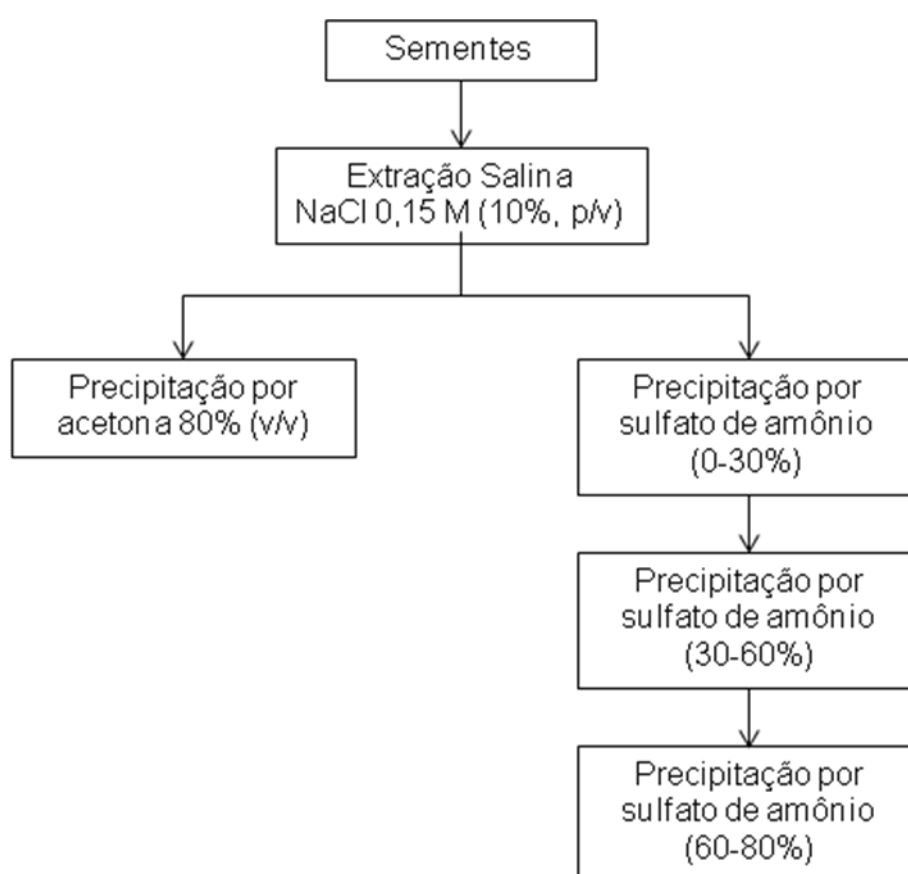 Sementes
Extração Salina
NaCl 0,15 M (10%, p/v)
Precipitação por
acetona 80% (v/v)
Precipitação por
sulfato de amônio
(0-30%)
Precipitação por
sulfato de amônio
(30-60%)
Precipitação por
sulfato de amônio
(60-80%)